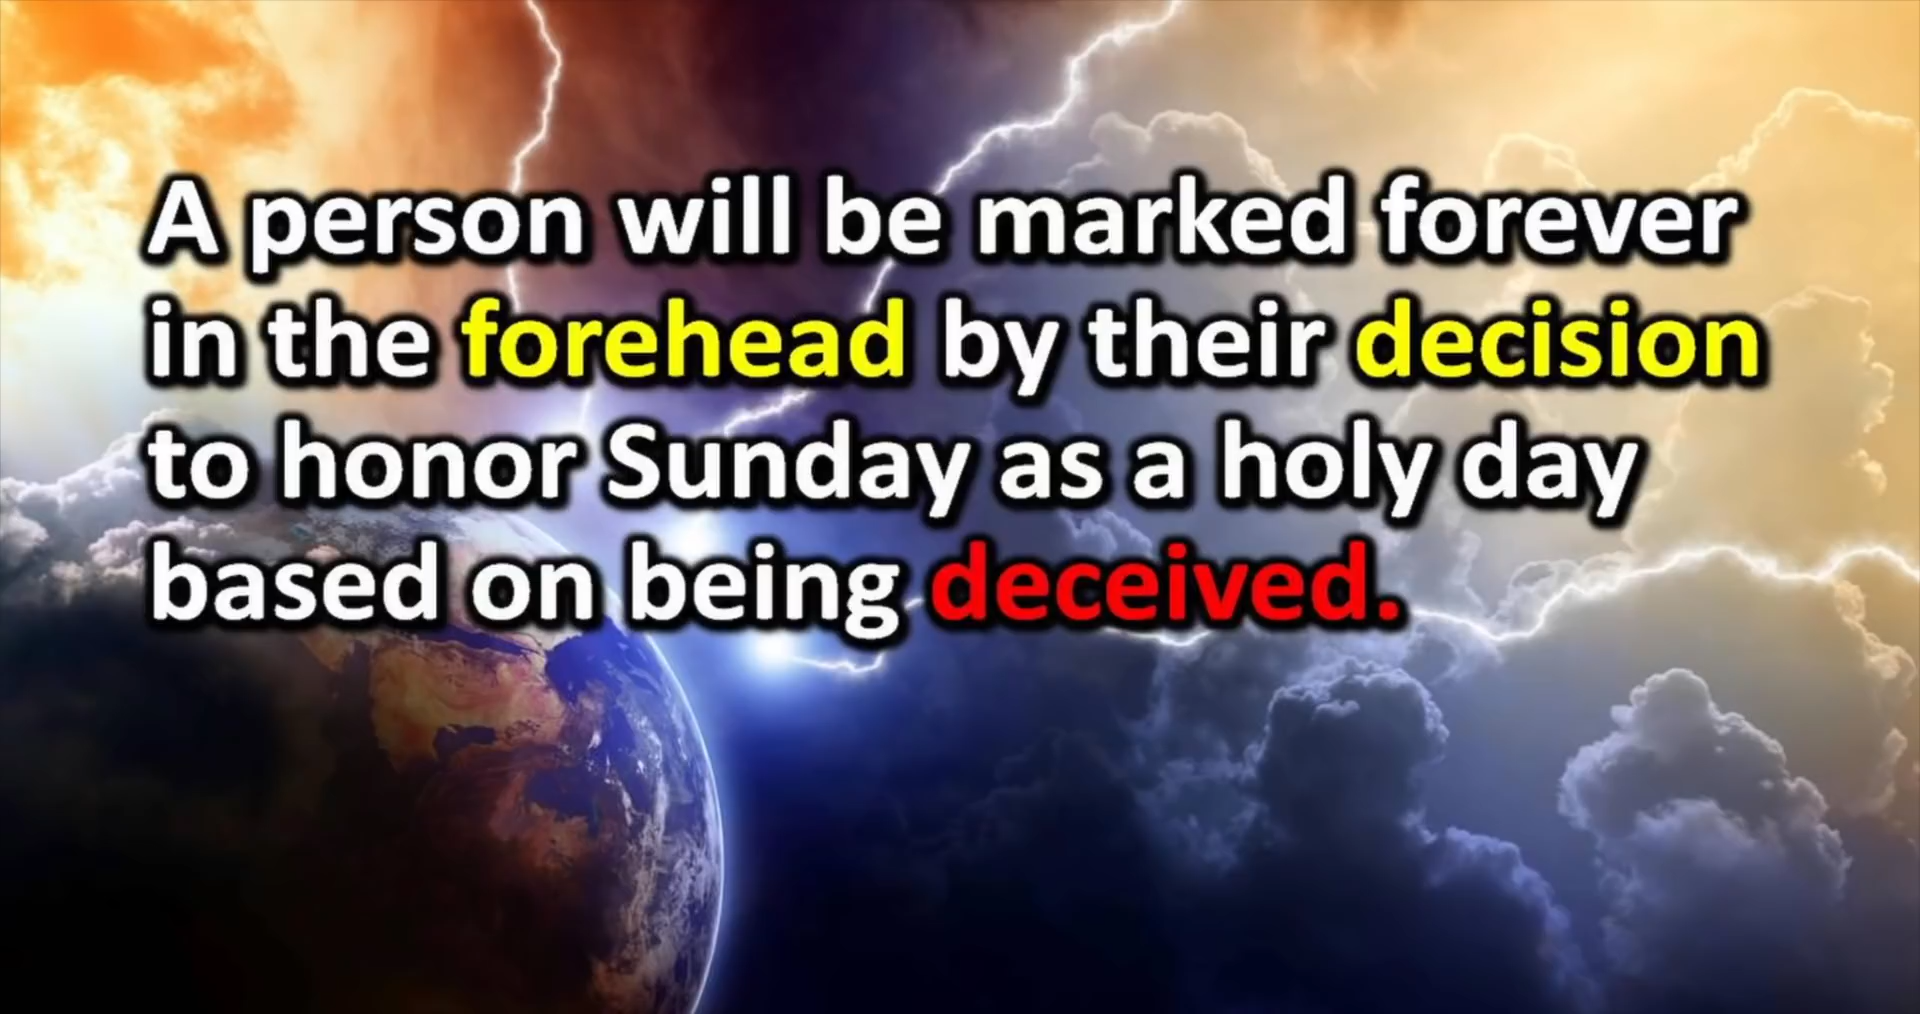 A person will be marked forever
in the forehead by their decision
to honor Sunday as a holy day
based on being deceived.